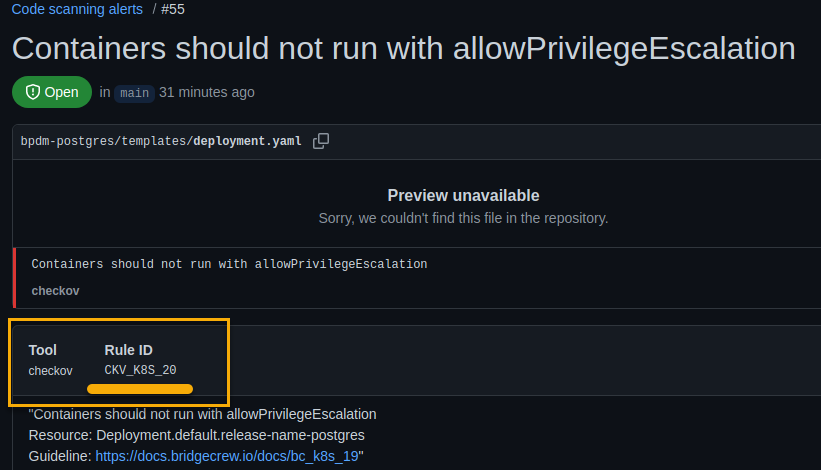 Code scanning alerts / #55
Containers should not run with allowPrivilegeEscalation
Open in main 31 minutes ago
bpdm-postgres/templates/deployment.yaml
Preview unavailable
Sorry, we couldn't find this file in the repository.
Containers should not run with allowPrivilegeEscalation
checkov
Tool Rule ID
checkov CKV_K8S_20
"Containers should not run with allowPrivilegeEscalation
Resource: Deployment.default.release-name-postgres
Guideline: https://docs.bridgecrew.io/docs/bc_k8s_19"